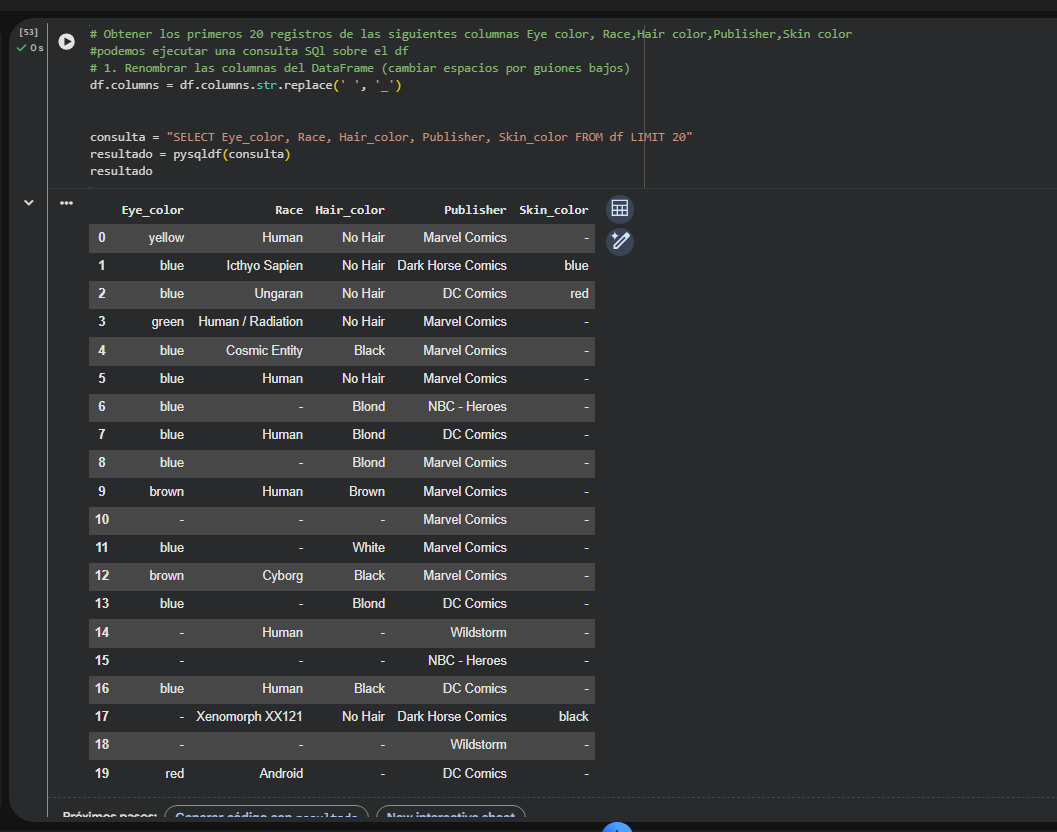 [53]
0 s
# Obtener los primeros 20 registros de las siguientes columnas Eye color, Race,Hair color,Publisher,Skin color
#podemos ejecutar una consulta SQl sobre el df
# 1. Renombrar las columnas del DataFrame (cambiar espacios por guiones bajos)
df.columns = df.columns.str.replace(' ', '_')
consulta = "SELECT Eye_color, Race, Hair_color, Publisher, Skin_color FROM df LIMIT 20"
resultado = pysqldf(consulta)
resultado
Eye_color Race Hair_color Publisher Skin_color
0 yellow Human No Hair Marvel Comics -
1 blue Icthyo Sapien No Hair Dark Horse Comics blue
2 blue Ungaran No Hair DC Comics red
3 green Human / Radiation No Hair Marvel Comics -
4 blue Cosmic Entity Black Marvel Comics -
5 blue Human No Hair Marvel Comics -
6 blue - Blond NBC - Heroes -
7 blue Human Blond DC Comics -
8 blue - Blond Marvel Comics -
9 brown Human Brown Marvel Comics -
10 - - - Marvel Comics -
11 blue - White Marvel Comics -
12 brown Cyborg Black Marvel Comics -
13 blue - Blond DC Comics -
14 - Human - Wildstorm -
15 - - - NBC - Heroes -
16 blue Human Black DC Comics -
17 - Xenomorph XX121 No Hair Dark Horse Comics black
18 - - - Wildstorm -
19 red Android - DC Comics -
Próximos pasos: Generar código con resultado New interactive sheet